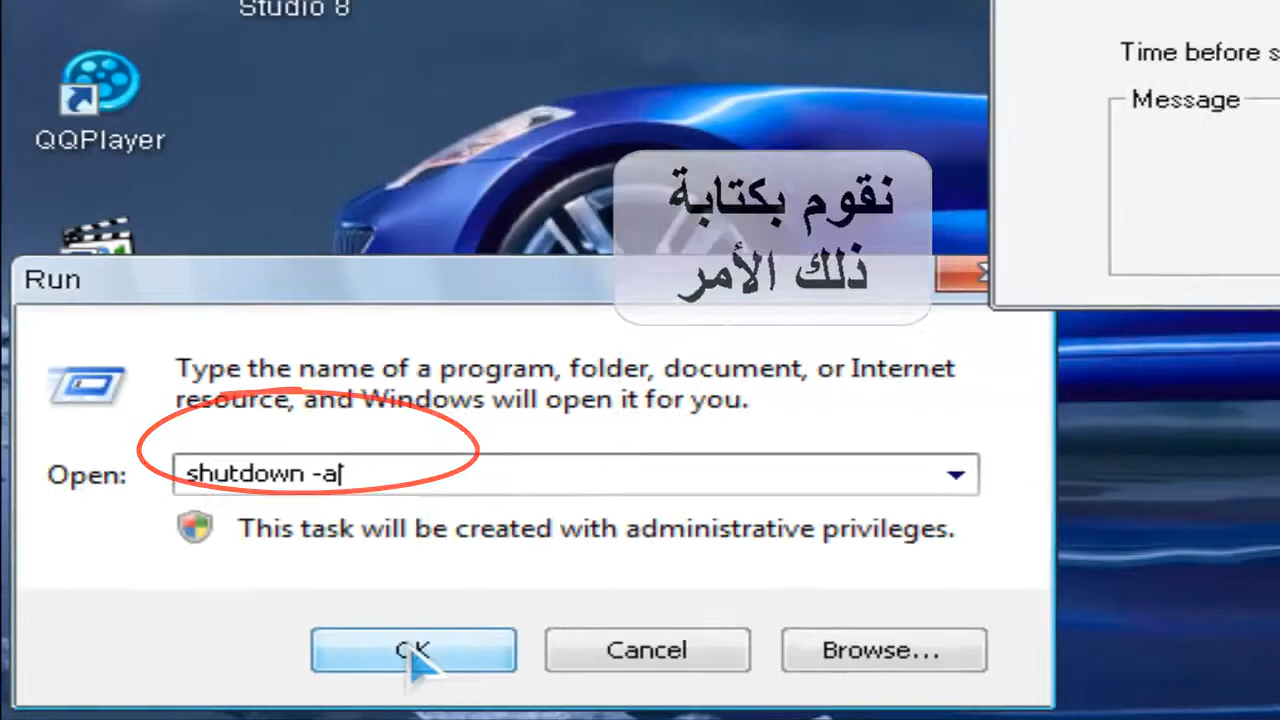 Studio 8
QQPlayer
Time before s
Message
نقوم بكتابة
ذلك الأمر
Run
Type the name of a program, folder, document, or Internet
resource, and Windows will open it for you.
Open:
shutdown -a
This task will be created with administrative privileges.
OK
Cancel
Browse...